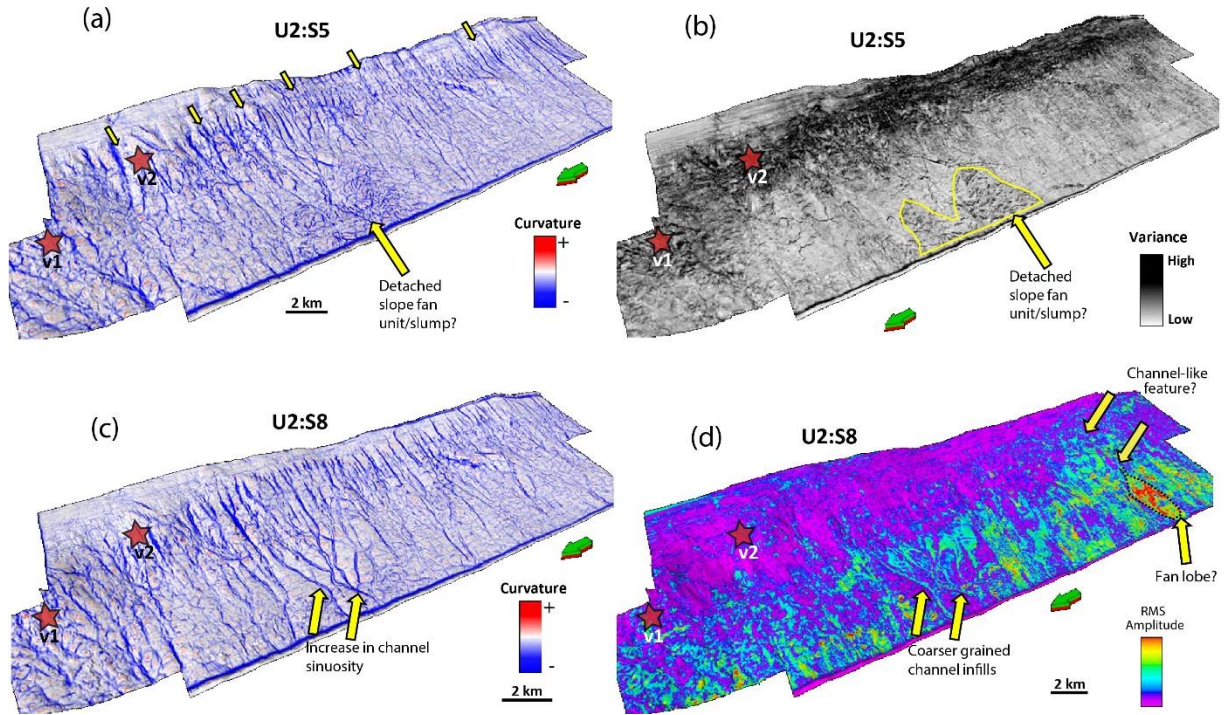 (a)
U2:S5
v2
v1
Curvature
+
-
2 km
Detached
slope fan
unit/slump?
(b)
U2:S5
v2
v1
Variance
High
Low
Detached
slope fan
unit/slump?
(c)
U2:S8
v2
v1
Increase in channel
sinuosity
Curvature
+
-
2 km
(d)
U2:S8
Channel-like
feature?
v2
v1
Fan lobe?
Coarser grained
channel infills
RMS
Amplitude
2 km